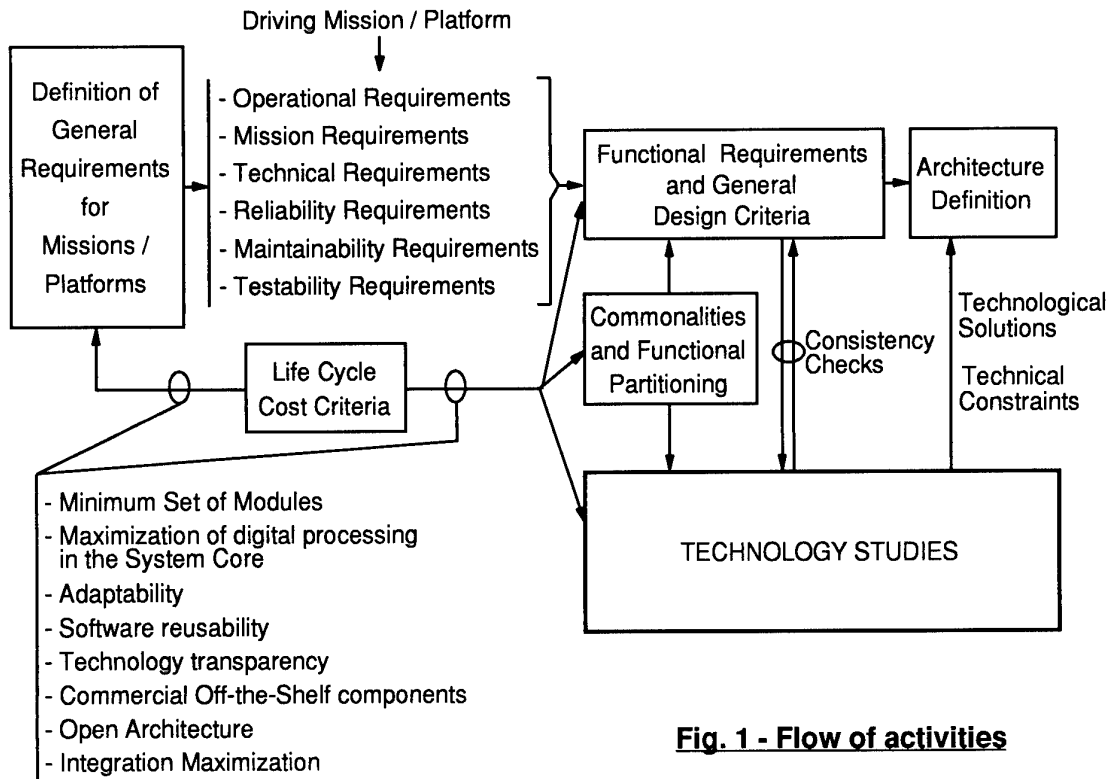 Driving Mission / Platform
Definition of
General
Requirements
for
Missions /
Platforms
- Operational Requirements
- Mission Requirements
- Technical Requirements
- Reliability Requirements
- Maintainability Requirements
- Testability Requirements
Functional Requirements
and General
Design Criteria
Architecture
Definition
Commonalities
and Functional
Partitioning
Consistency
Checks
Technological
Solutions
Technical
Constraints
Life Cycle
Cost Criteria
TECHNOLOGY STUDIES
- Minimum Set of Modules
- Maximization of digital processing
in the System Core
- Adaptability
- Software reusability
- Technology transparency
- Commercial Off-the-Shelf components
- Open Architecture
- Integration Maximization
Fig. 1 - Flow of activities